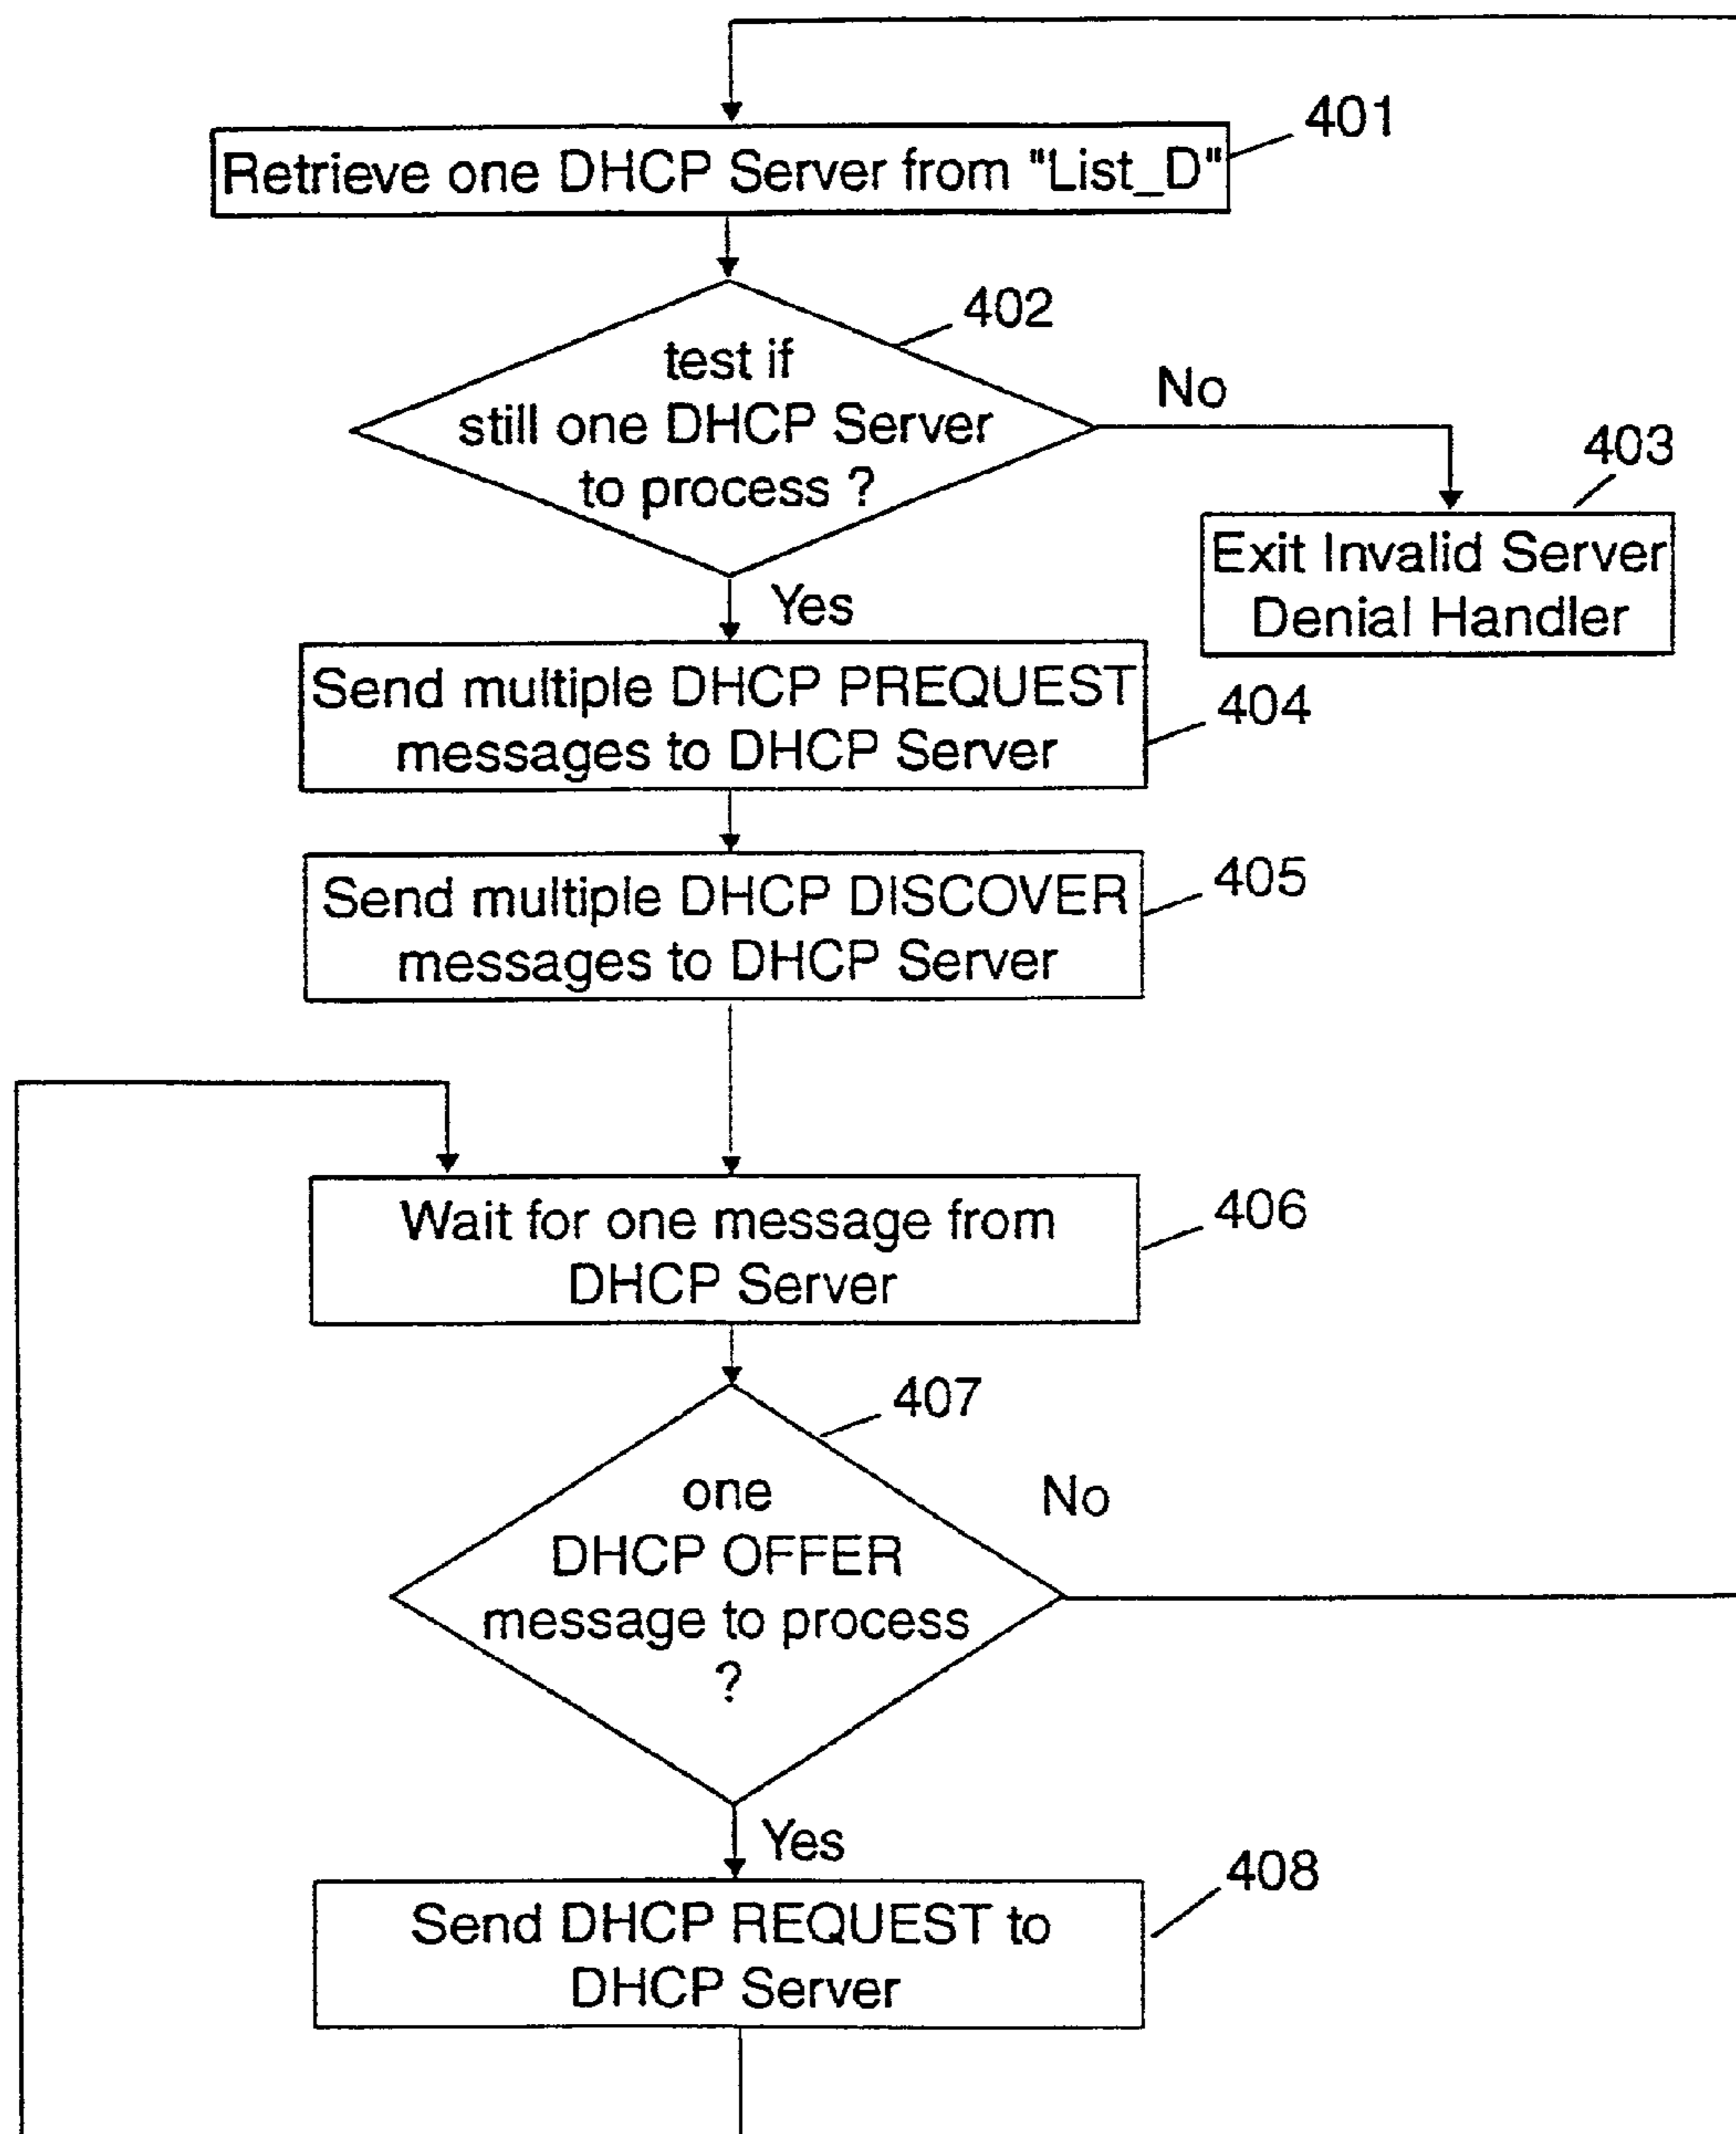 401
Retrieve one DHCP Server from "List_D"
402
test if
still one DHCP Server
to process ?
No
403
Exit Invalid Server
Denial Handler
Yes
Send multiple DHCP PREQUEST
messages to DHCP Server
404
Send multiple DHCP DISCOVER
messages to DHCP Server
405
Wait for one message from
DHCP Server
406
407
one
DHCP OFFER
message to process
?
No
Yes
408
Send DHCP REQUEST to
DHCP Server